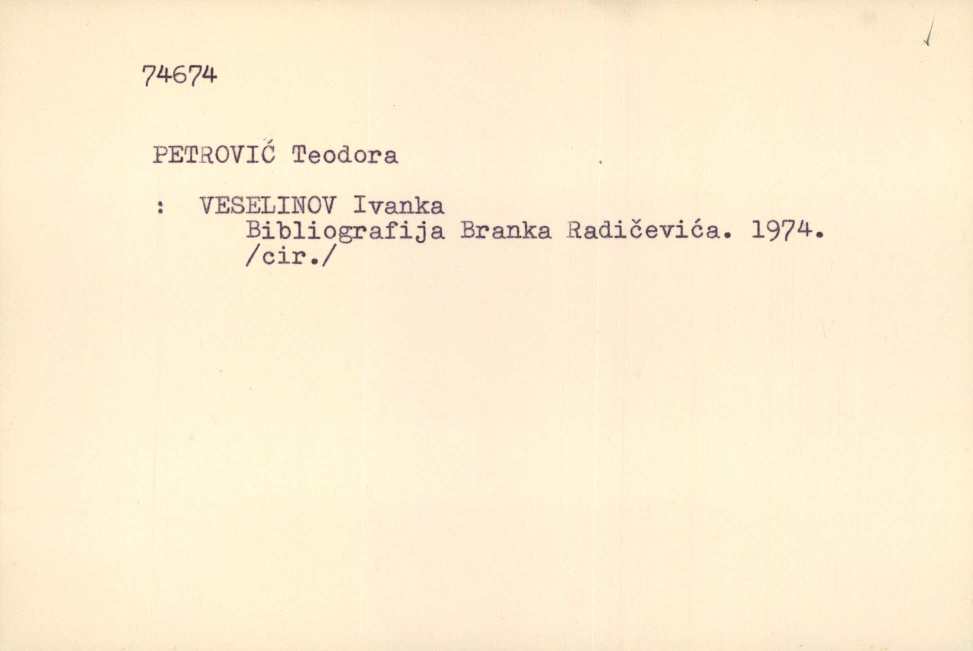 74674
PETROVIĆ Teodora
: VESELINOV Ivanka
Bibliografija Branka Radičevića. 1974.
/cir./